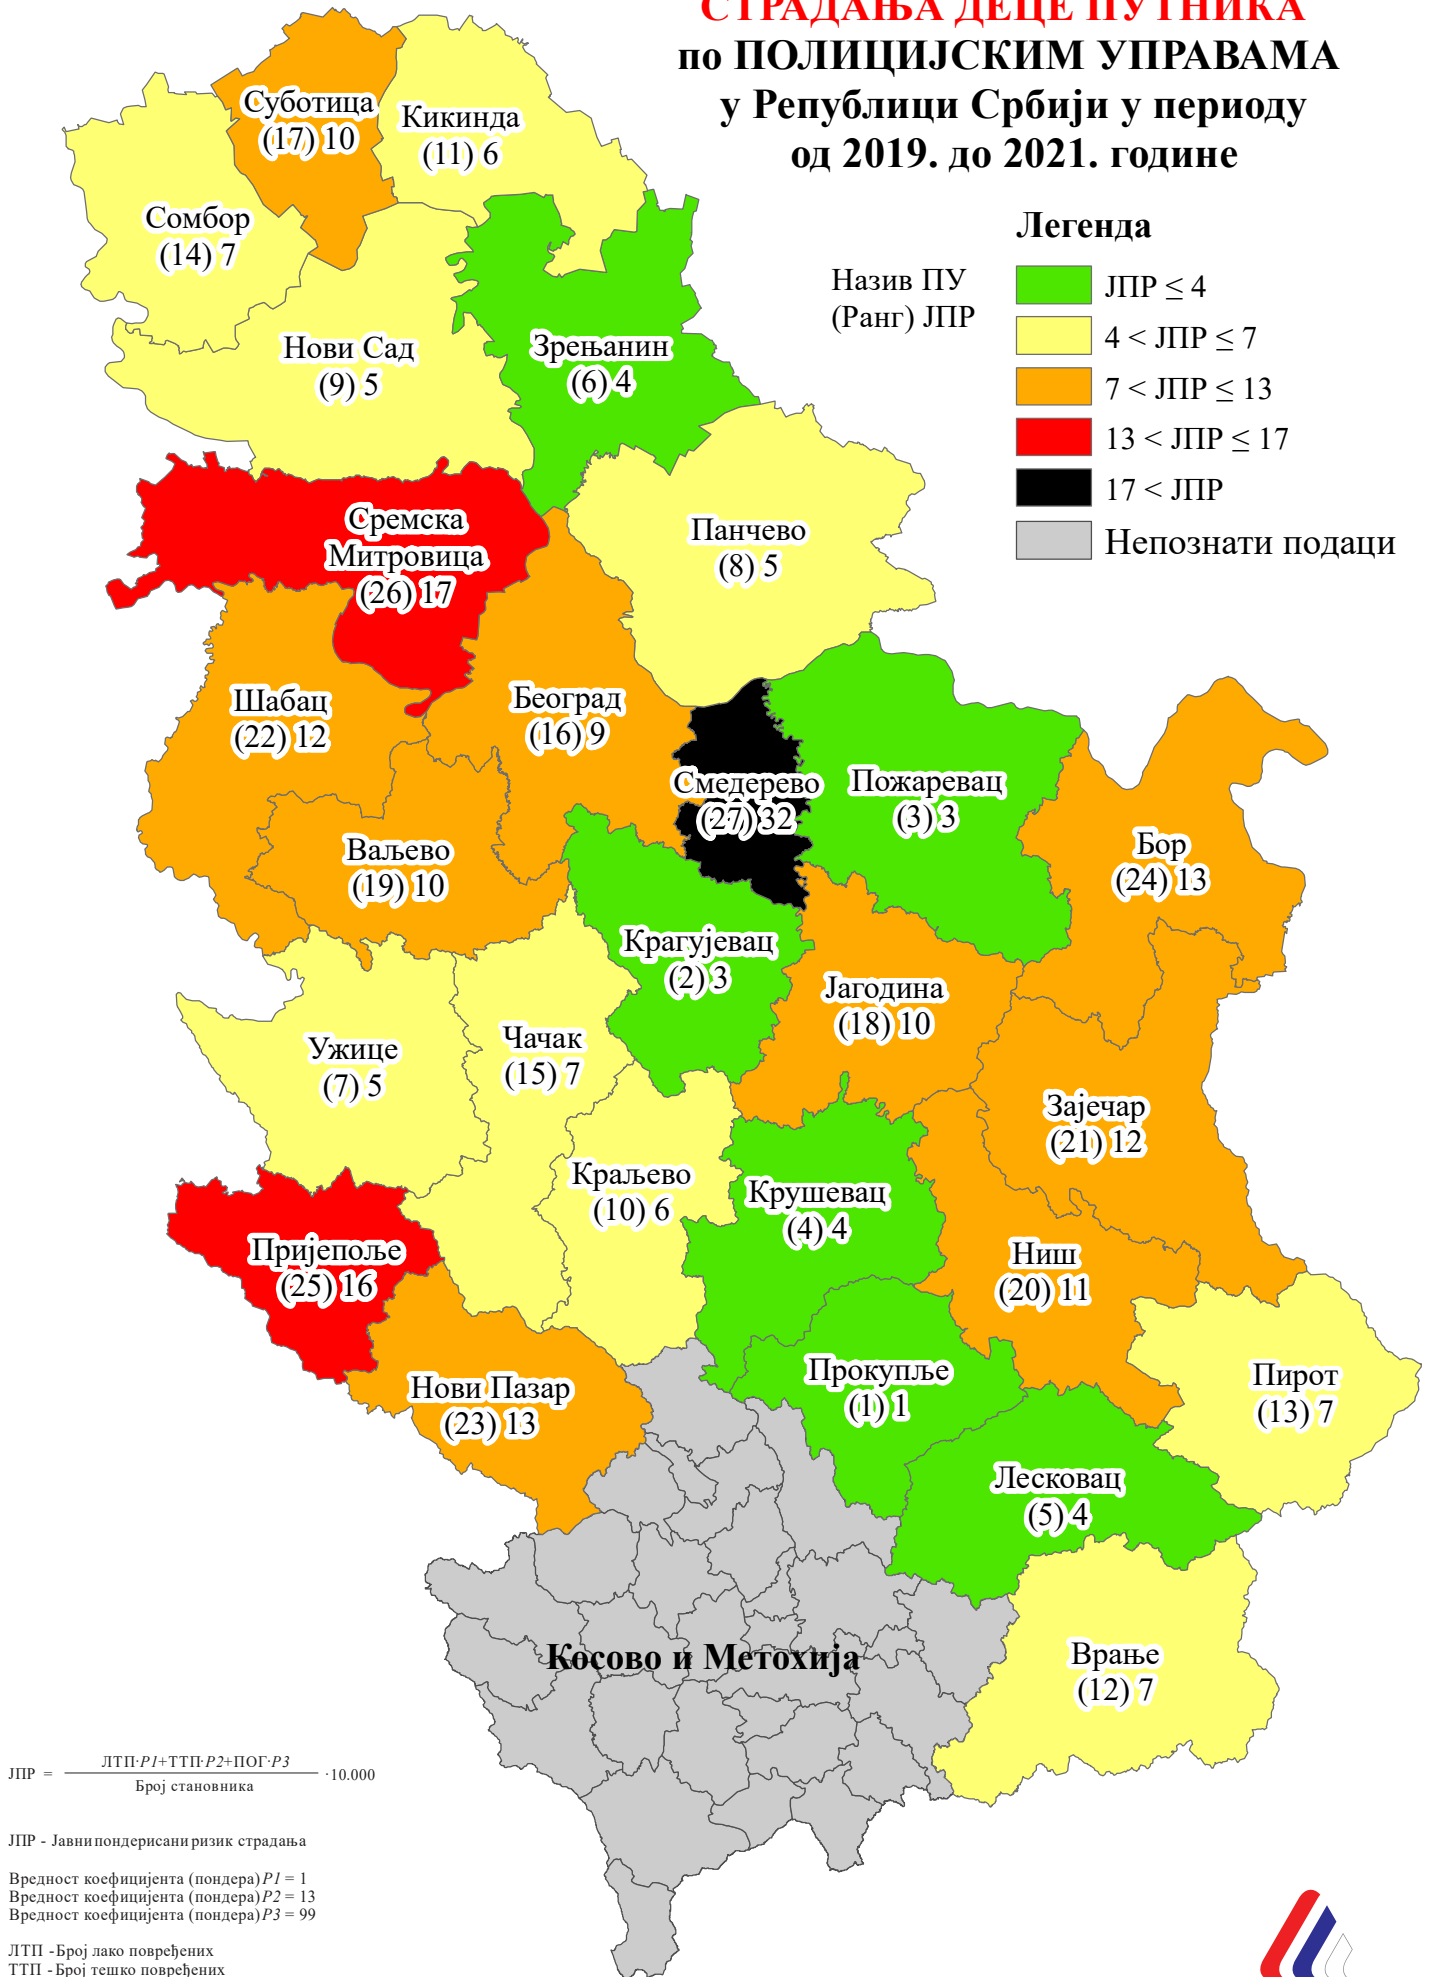 СТРАДАЊА ДЕЦЕ ПУТНИКА
по ПОЛИЦИЈСКИМ УПРАВАМА
у Републици Србији у периоду
од 2019. до 2021. године
Легенда
Назив ПУ
(Ранг) ЈПР
ЈПР ≤ 4
4 < ЈПР ≤ 7
7 < ЈПР ≤ 13
13 < ЈПР ≤ 17
17 < ЈПР
Непознати подаци
Суботица
(17) 10
Кикинда
(11) 6
Сомбор
(14) 7
Нови Сад
(9) 5
Зрењанин
(6) 4
Сремска
Митровица
(26) 17
Панчево
(8) 5
Шабац
(22) 12
Београд
(16) 9
Смедерево
(27) 32
Пожаревац
(3) 3
Бор
(24) 13
Ваљево
(19) 10
Крагујевац
(2) 3
Јагодина
(18) 10
Ужице
(7) 5
Чачак
(15) 7
Зајечар
(21) 12
Краљево
(10) 6
Крушевац
(4) 4
Пријепоље
(25) 16
Ниш
(20) 11
Нови Пазар
(23) 13
Прокупље
(1) 1
Пирот
(13) 7
Лесковац
(5) 4
Косово и Метохија
Врање
(12) 7
ЛТП·P1+ТТП·P2+ПОГ·P3
ЈПР = ·10.000
Број становника
ЈПР - Јавни пондерисани ризик страдања
Вредност коефицијента (пондера) P1 = 1
Вредност коефицијента (пондера) P2 = 13
Вредност коефицијента (пондера) P3 = 99
ЛТП - Број лако повређених
ТТП - Број тешко повређених